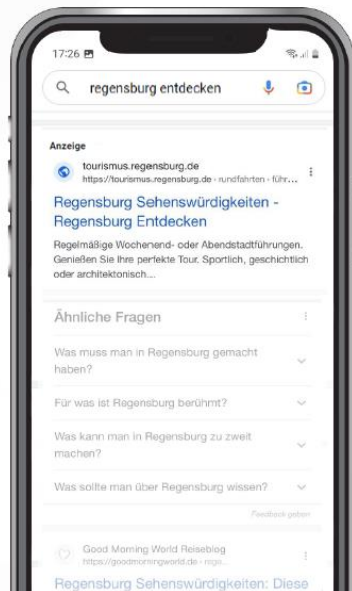 17:26
regensburg entdecken
Anzeige
tourismus.regensburg.de
https://tourismus.regensburg.de › rundfahrten › führ...
Regensburg Sehenswürdigkeiten -
Regensburg Entdecken
Regelmäßige Wochenend- oder Abendstadtführungen.
Genießen Sie Ihre perfekte Tour. Sportlich, geschichtlich
oder architektonisch...
Ähnliche Fragen
Was muss man in Regensburg gemacht
haben?
Für was ist Regensburg berühmt?
Was kann man in Regensburg zu zweit
machen?
Was sollte man über Regensburg wissen?
Feedback geben
Good Morning World Reiseblog
https://goodmorningworld.de › rege...
Regensburg Sehenswürdigkeiten: Diese